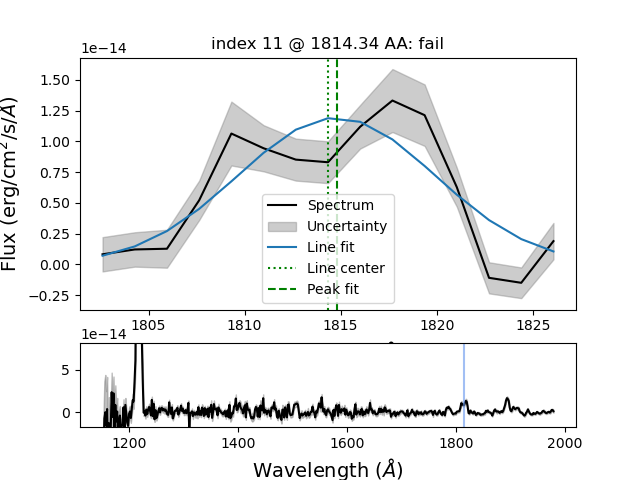 index 11 @ 1814.34 AA: fail
1e−14
1.50
1.25
1.00
0.75
0.50
0.25
0.00
−0.25
Flux (erg/cm²/s/Å)
Spectrum
Uncertainty
Line fit
Line center
Peak fit
1805 1810 1815 1820 1825
1e−14
5
0
1200 1400 1600 1800 2000
Wavelength (Å)